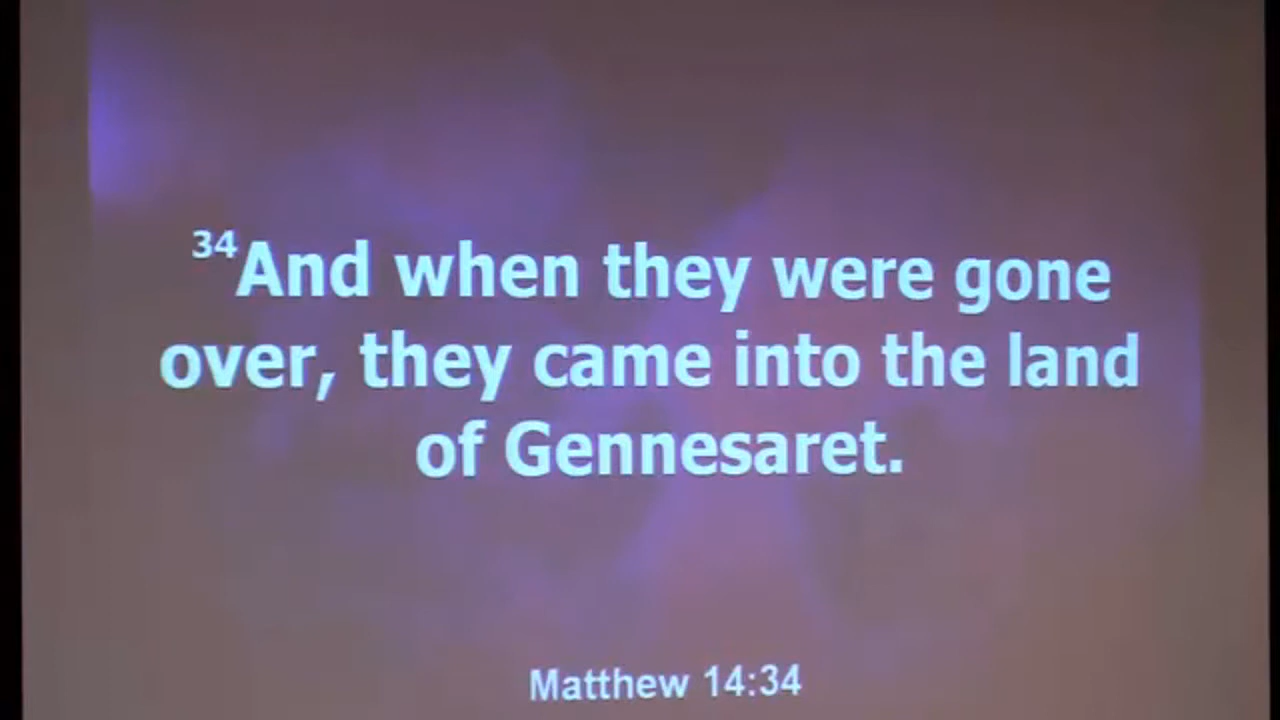 34And when they were gone
over, they came into the land
of Gennesaret.
Matthew 14:34